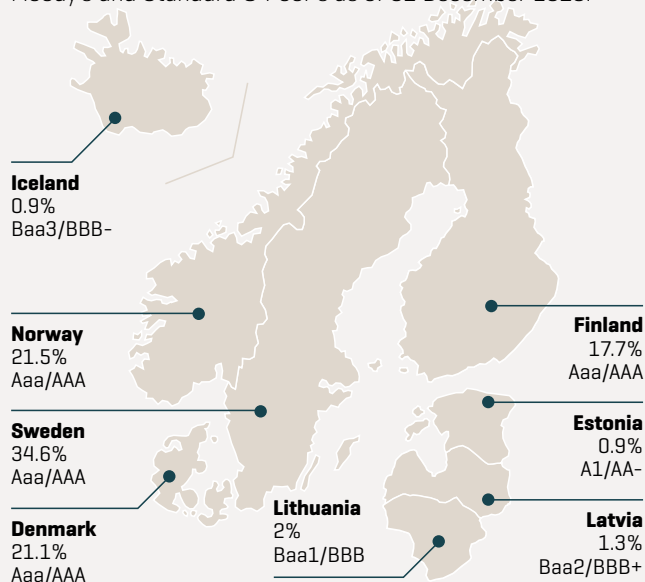 Iceland
0.9%
Baa3/BBB-
Norway
21.5%
Aaa/AAA
Sweden
34.6%
Aaa/AAA
Denmark
21.1%
Aaa/AAA
Lithuania
2%
Baa1/BBB
Finland
17.7%
Aaa/AAA
Estonia
0.9%
A1/AA-
Latvia
1.3%
Baa2/BBB+